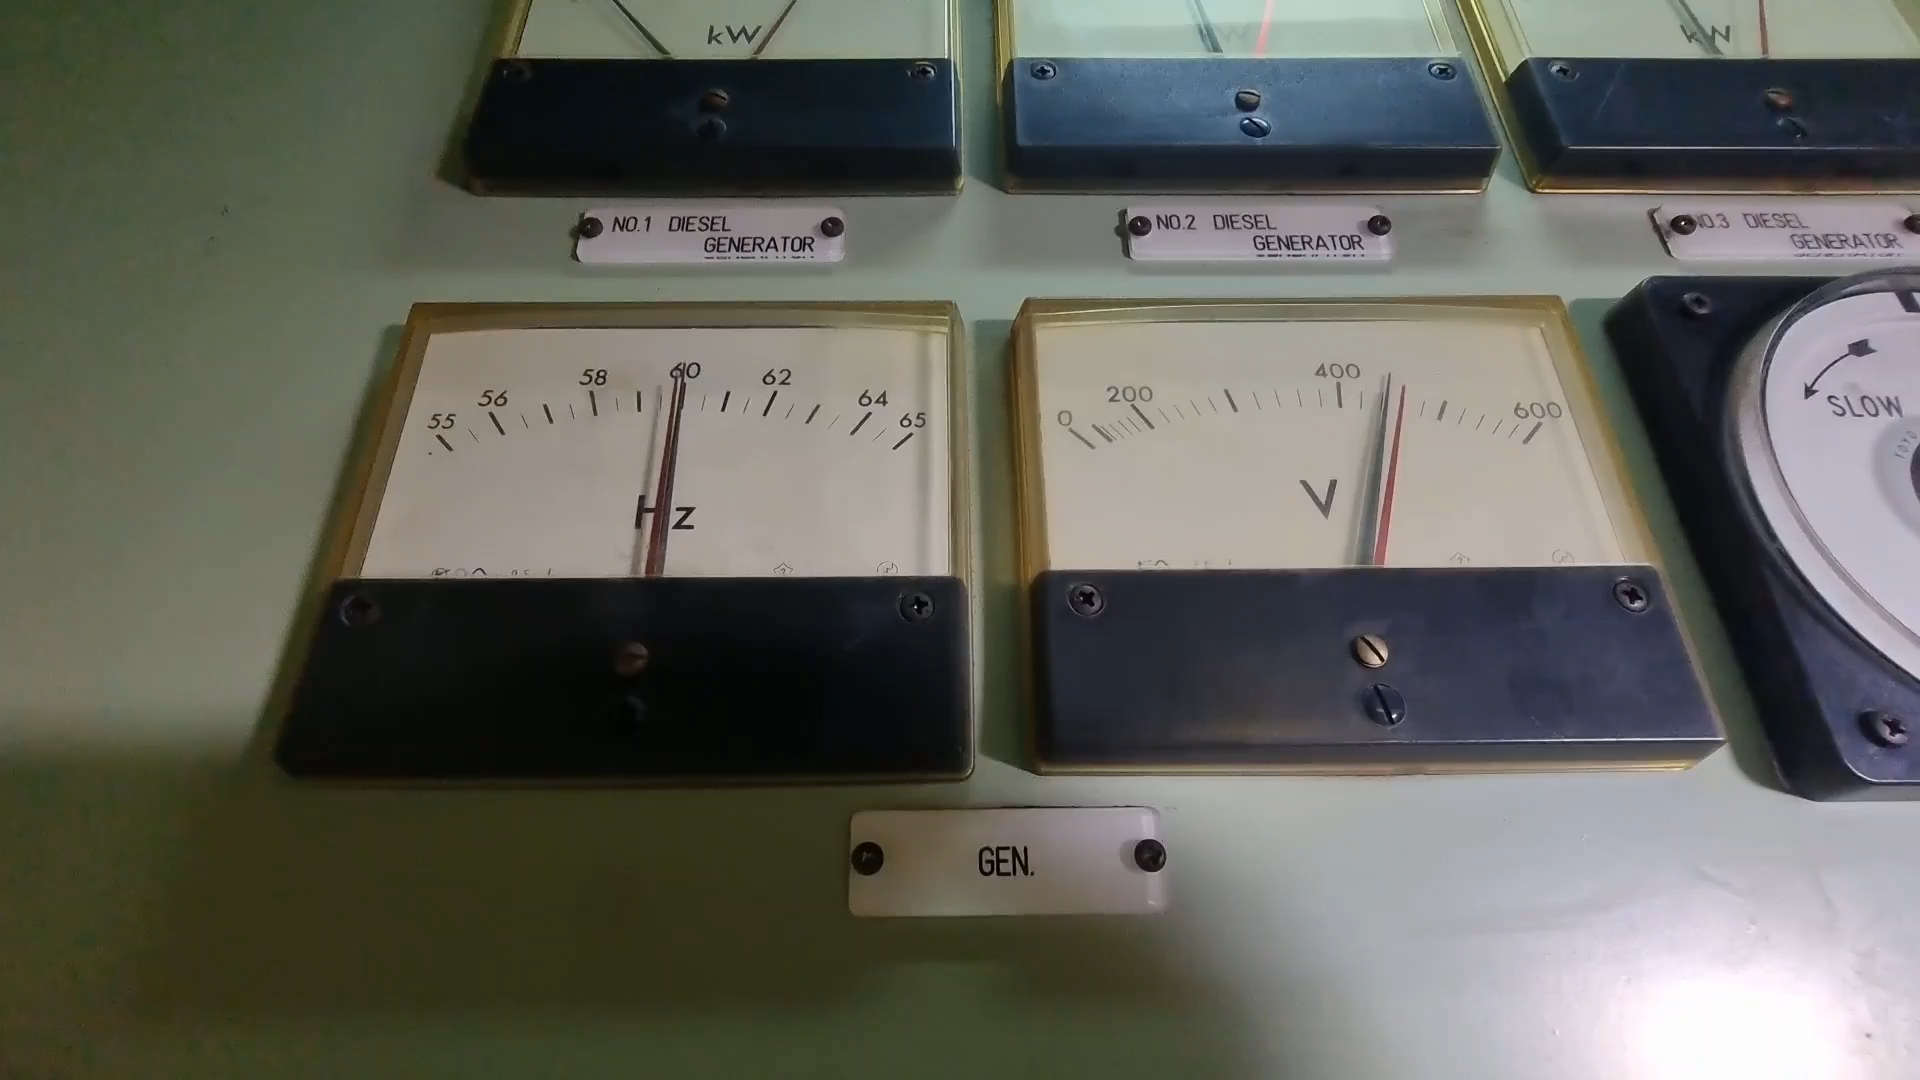 kW
kW
kW
NO.1 DIESEL
GENERATOR
NO.2 DIESEL
GENERATOR
NO.3 DIESEL
GENERATOR
55 56 58 60 62 64 65
Hz
0 200 400 600
V
SLOW
GEN.